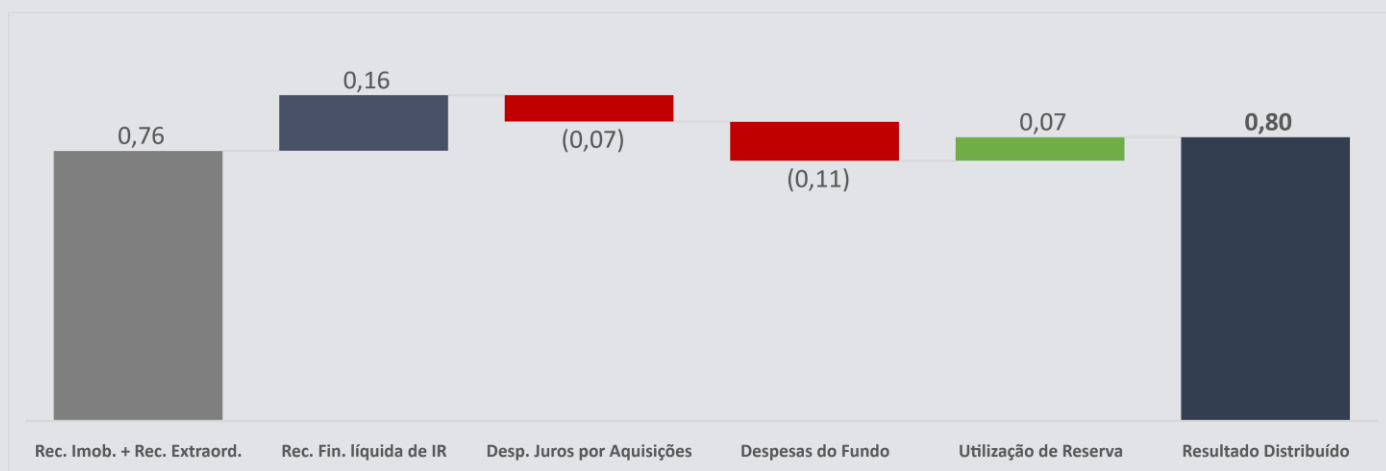 0,76
0,16
(0,07)
(0,11)
0,07
0,80
Rec. Imob. + Rec. Extraord.
Rec. Fin. líquida de IR
Desp. Juros por Aquisições
Despesas do Fundo
Utilização de Reserva
Resultado Distribuído